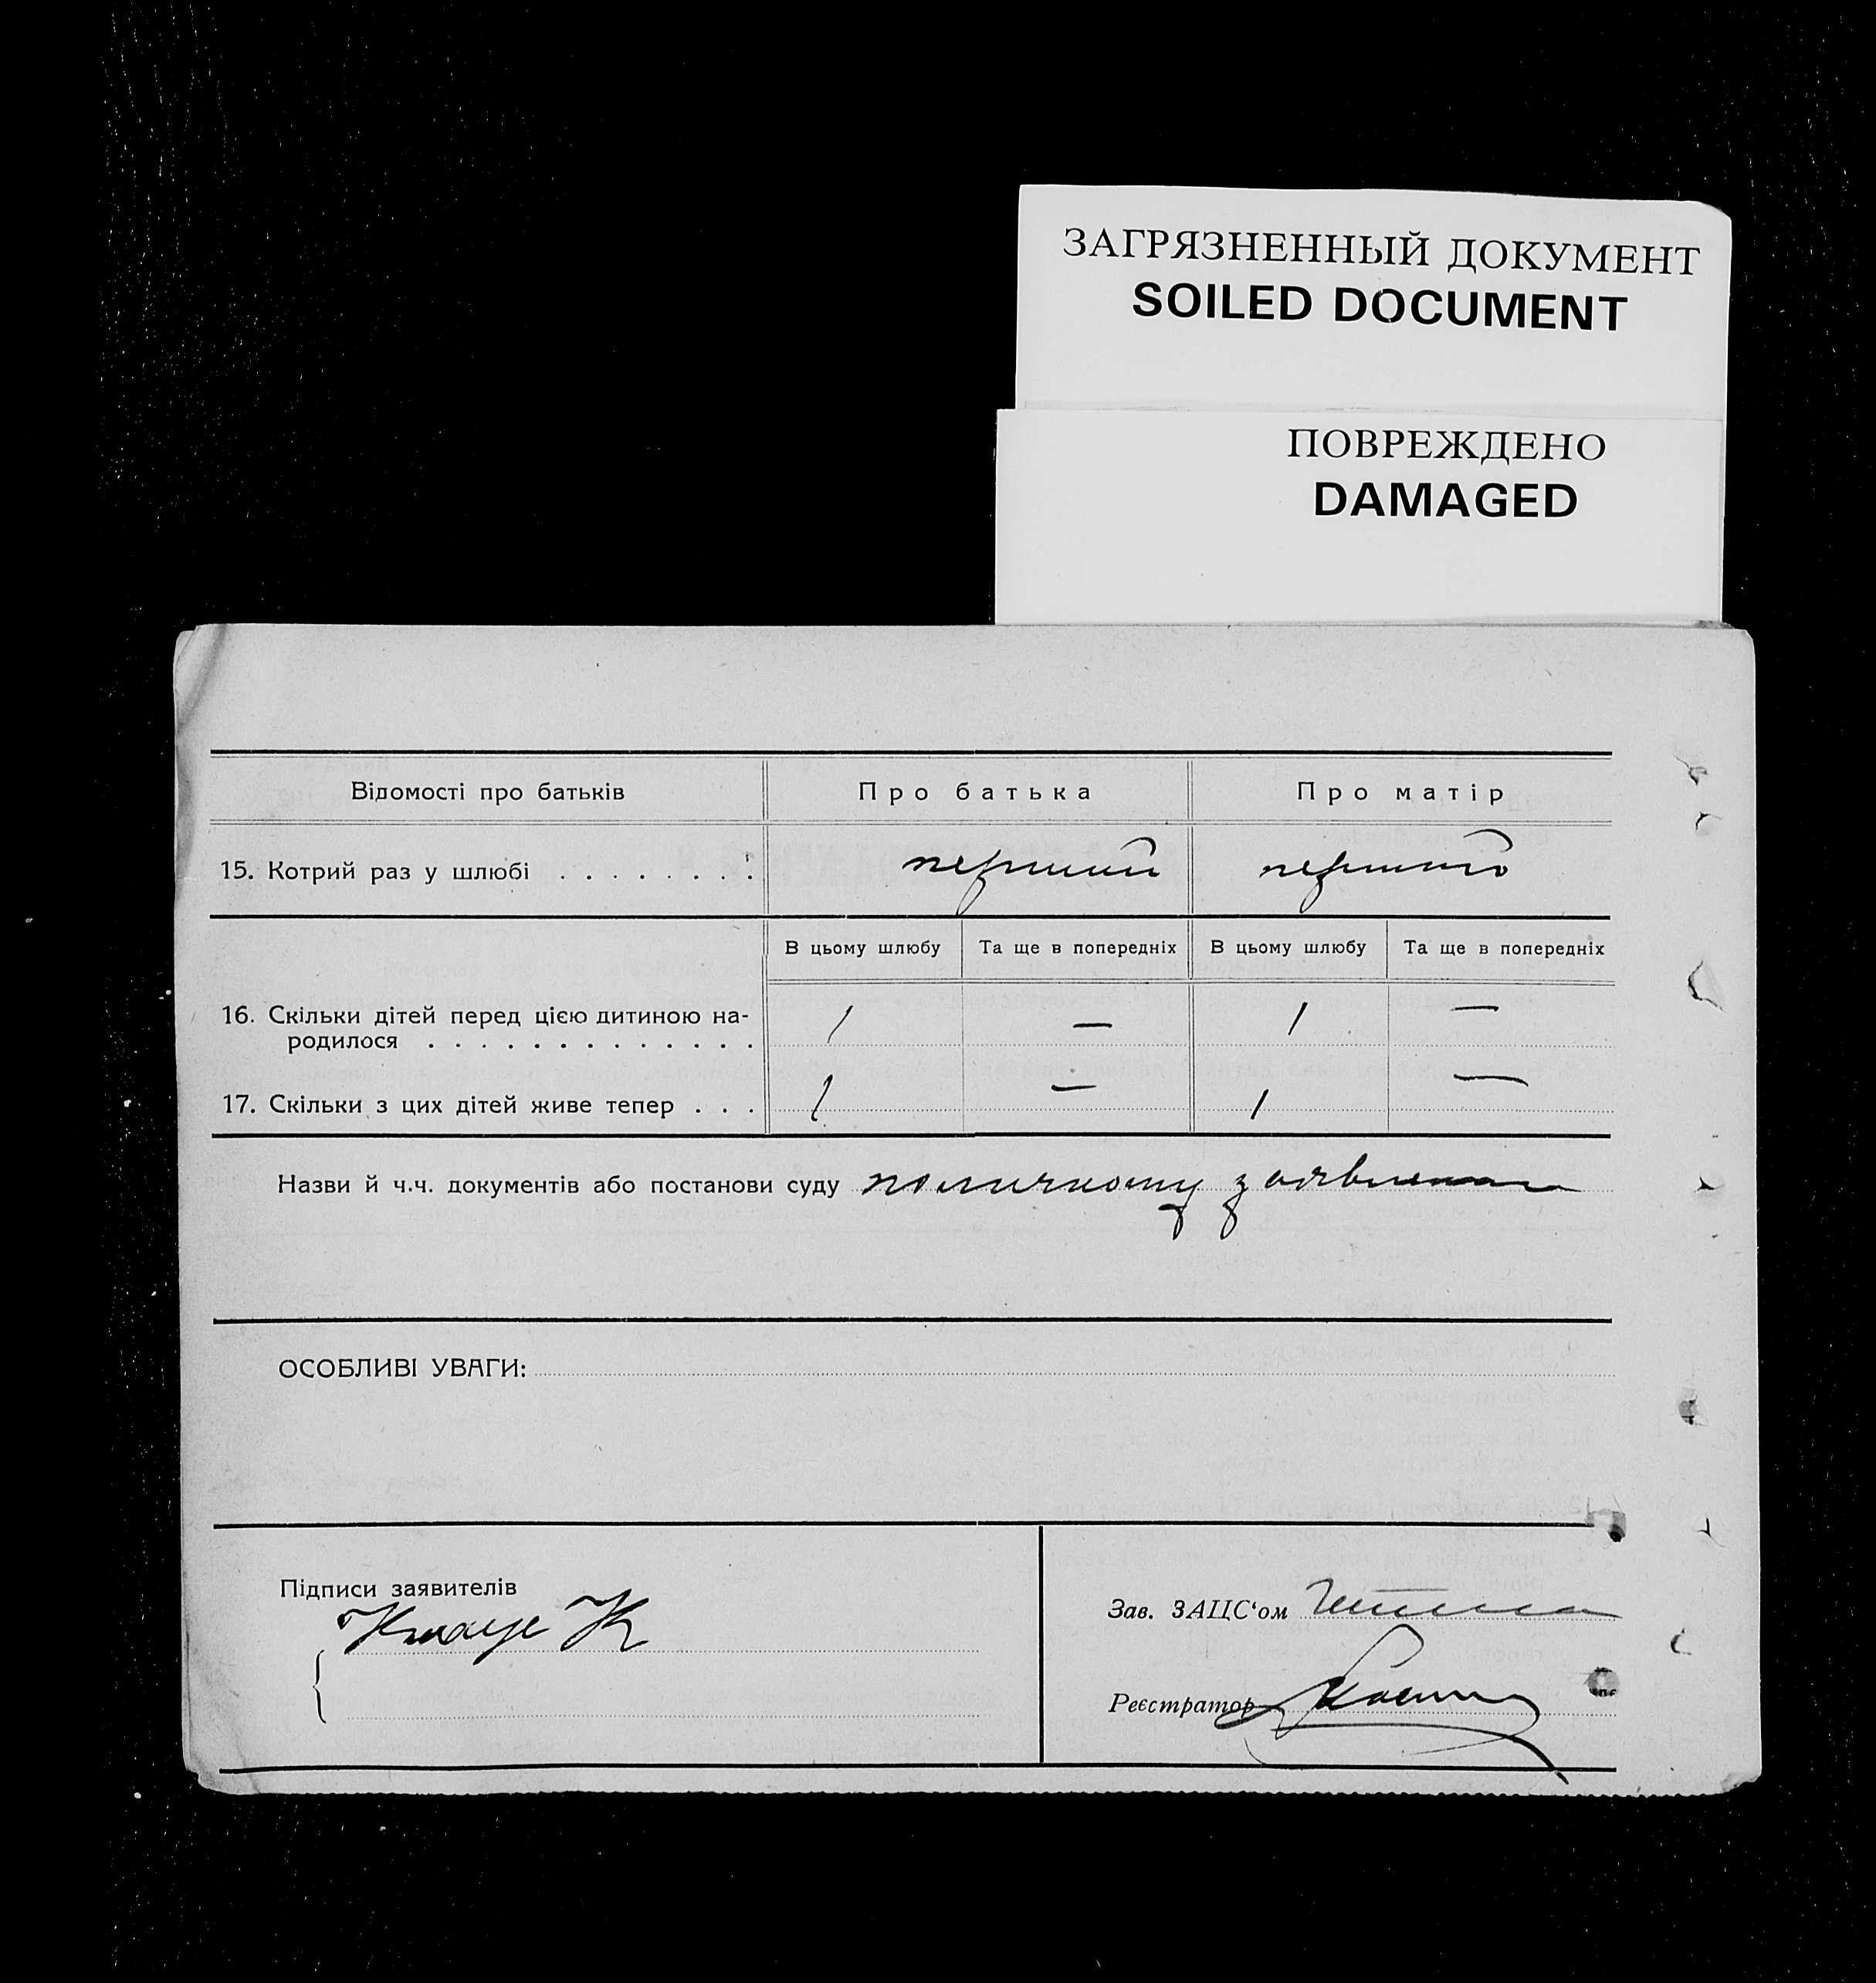 ЗАГРЯЗНЕННЫЙ ДОКУМЕНТ
SOILED DOCUMENT
ПОВРЕЖДЕНО
DAMAGED
Відомості про батьків Про батька Про матір
15. Котрий раз у шлюбі . . . . . . . . первий первий
В цьому шлюбу Та ще в попередніх В цьому шлюбу Та ще в попередніх
16. Скільки дітей перед цією дитиною на-
родилося . . . . . . . . . . . . . 1 — 1 —
17. Скільки з цих дітей живе тепер . . . 1 — 1 —
Назви й ч.ч. документів або постанови суду
ОСОБЛИВІ УВАГИ:
Підписи заявителів
Зав. ЗАЦС'ом
Реєстратор